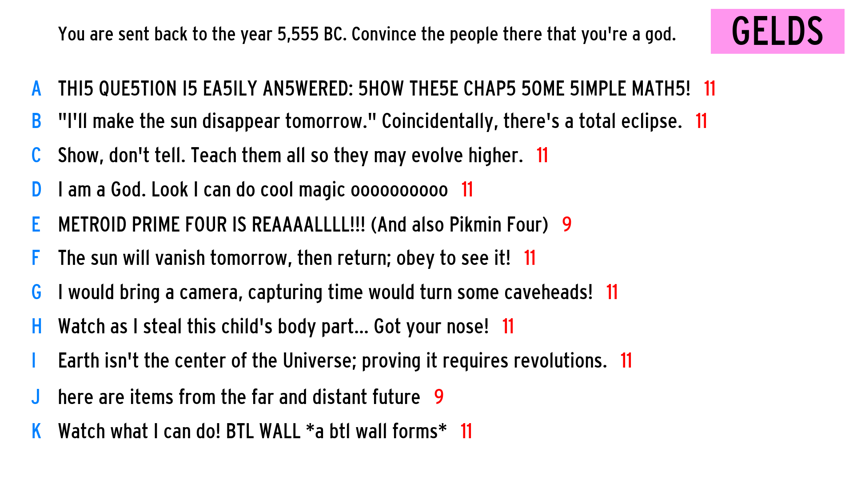 You are sent back to the year 5,555 BC. Convince the people there that you're a god.
GELDS
A THI5 QUE5TION I5 EA5ILY AN5WERED: 5HOW THE5E CHAP5 5OME 5IMPLE MATH5! 11
B "I'll make the sun disappear tomorrow." Coincidentally, there's a total eclipse. 11
C Show, don't tell. Teach them all so they may evolve higher. 11
D I am a God. Look I can do cool magic oooooooooo 11
E METROID PRIME FOUR IS REAAAALLLL!!! (And also Pikmin Four) 9
F The sun will vanish tomorrow, then return; obey to see it! 11
G I would bring a camera, capturing time would turn some caveheads! 11
H Watch as I steal this child's body part... Got your nose! 11
I Earth isn't the center of the Universe; proving it requires revolutions. 11
J here are items from the far and distant future 9
K Watch what I can do! BTL WALL *a btl wall forms* 11